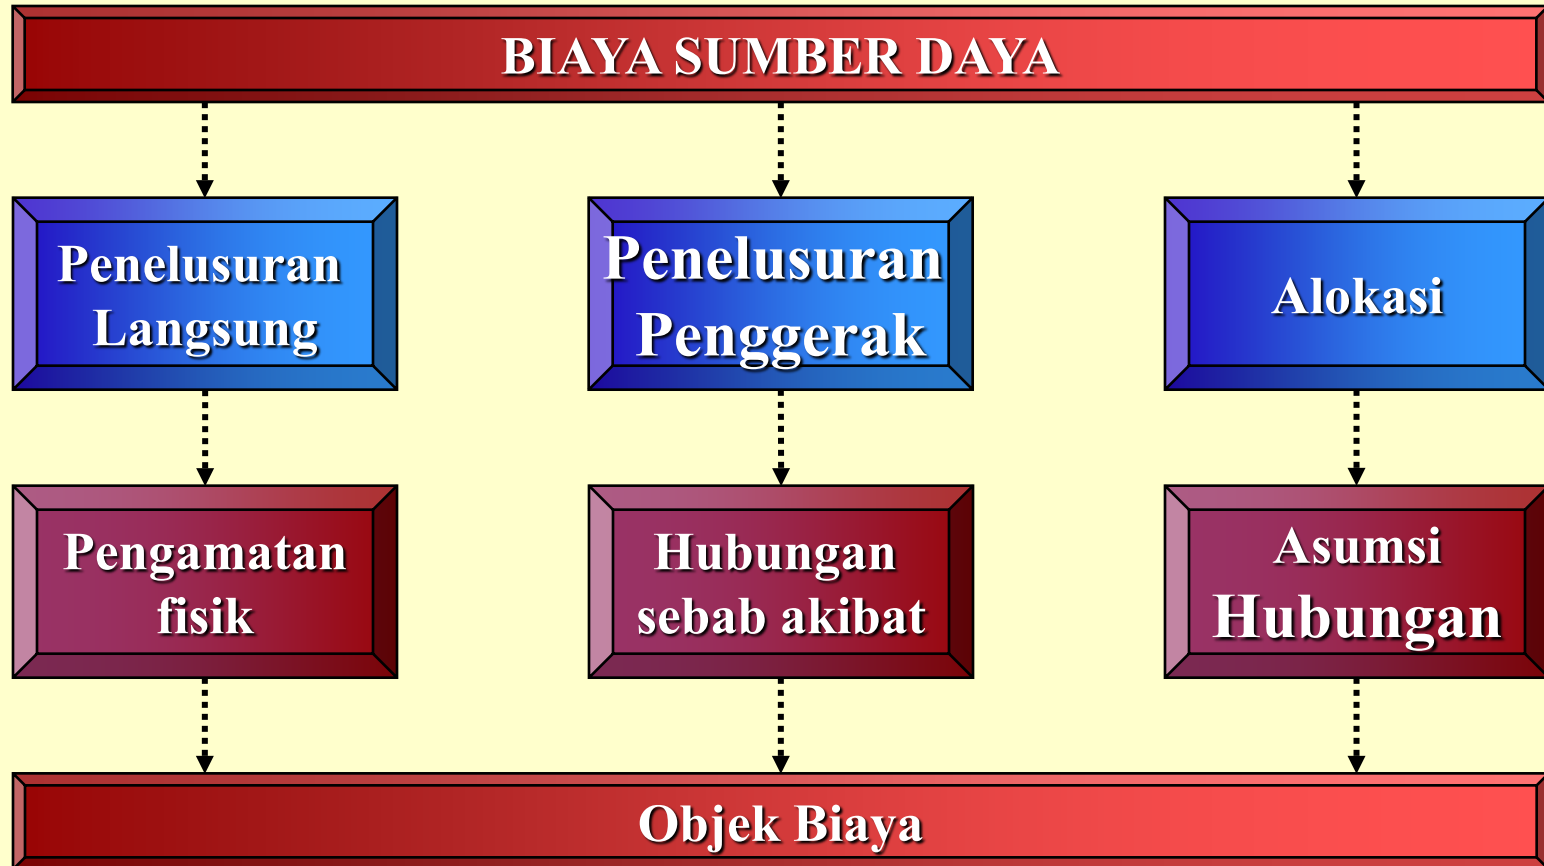 BIAYA SUMBER DAYA
Penelusuran
Langsung
Penelusuran
Penggerak
Alokasi
Pengamatan
fisik
Hubungan
sebab akibat
Asumsi
Hubungan
Objek Biaya